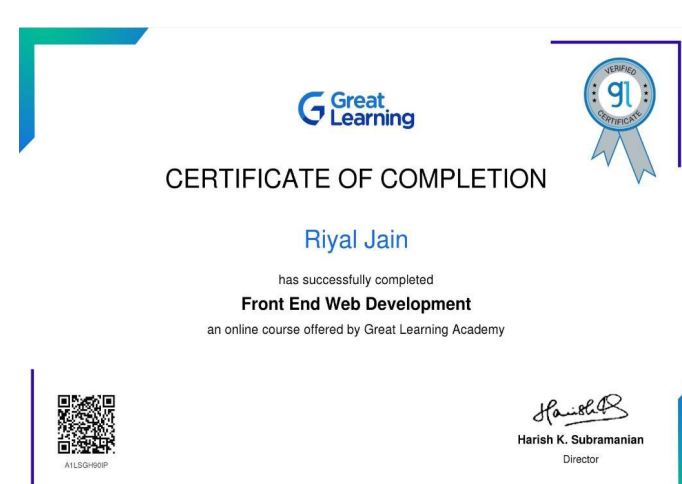 Great
Learning
VERIFIED
gl
CERTIFICATE
CERTIFICATE OF COMPLETION
Riyal Jain
has successfully completed
Front End Web Development
an online course offered by Great Learning Academy
A1LSGH90IP
Harish
Harish K. Subramanian
Director